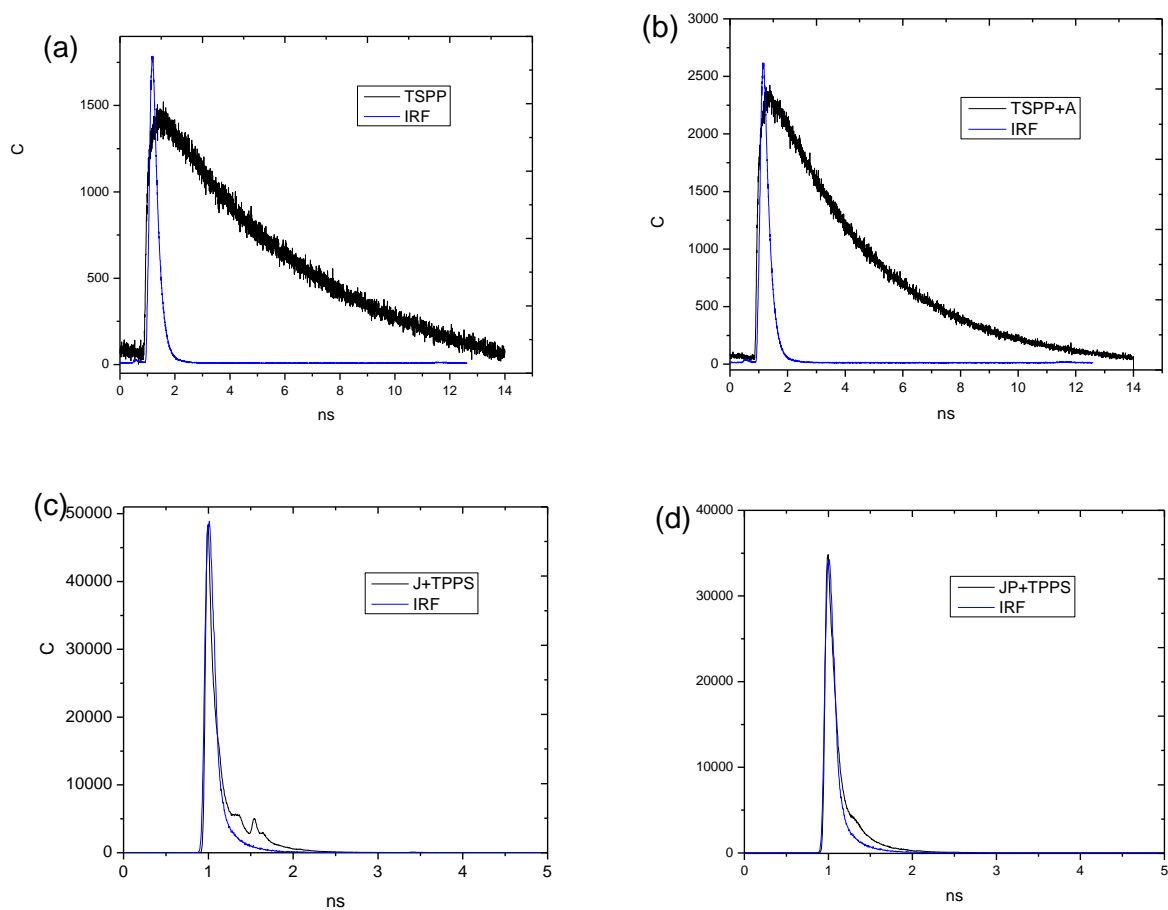 (a)
TSPP
IRF
C
1500
1000
500
0
0 2 4 6 8 10 12 14
ns
(b)
TSPP+A
IRF
C
3000
2500
2000
1500
1000
500
0
0 2 4 6 8 10 12 14
ns
(c)
J+TPPS
IRF
C
50000
40000
30000
20000
10000
0
0 1 2 3 4 5
ns
(d)
JP+TPPS
IRF
40000
30000
20000
10000
0
0 1 2 3 4 5
ns